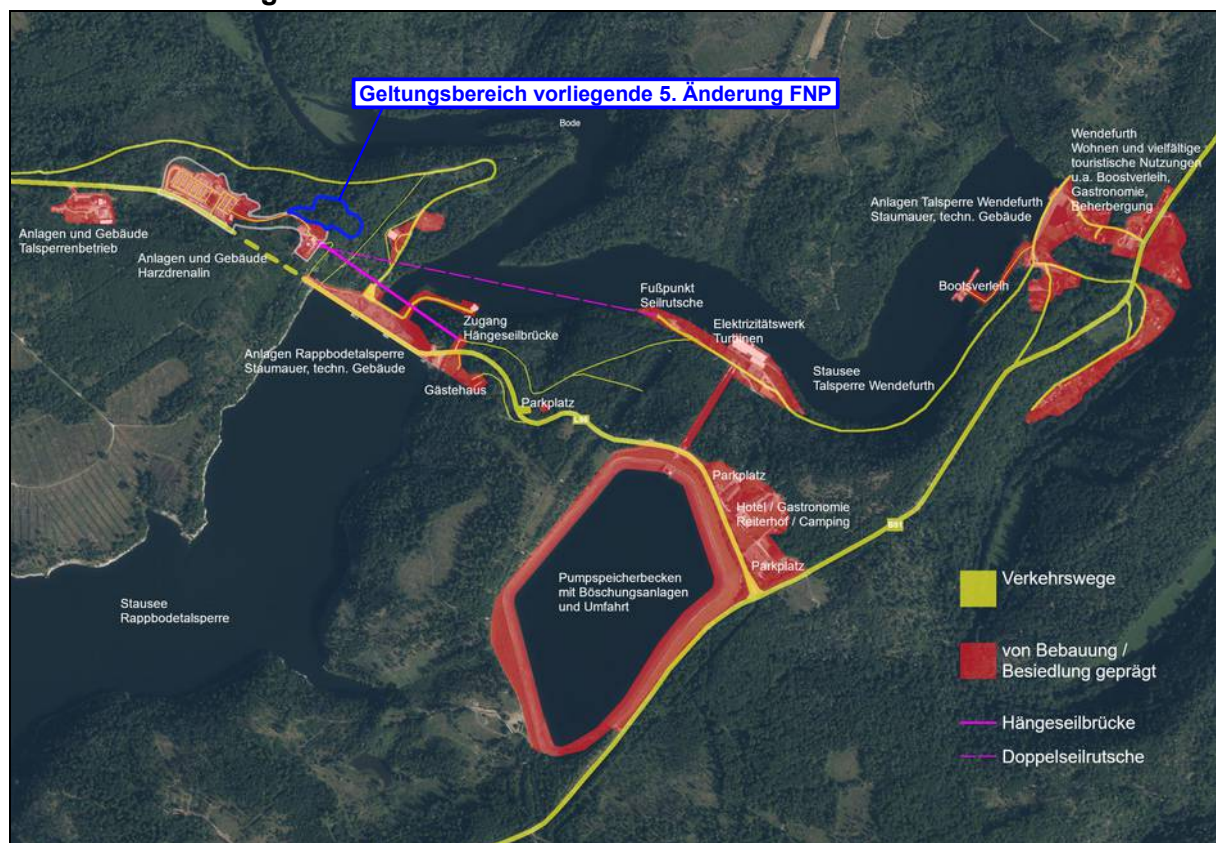 Geltungsbereich vorliegende 5. Änderung FNP
Bode
Wendefurth
Wohnen und vielfältige
touristische Nutzungen
u.a. Boostverleih,
Gastronomie,
Beherbergung
Anlagen Talsperre Wendefurth
Staumauer, techn. Gebäude
Anlagen und Gebäude
Talsperrenbetrieb
Anlagen und Gebäude
Harzdrenalin
Bootsverleih
Fußpunkt
Seilrutsche
Zugang
Hängeseilbrücke
Elektrizitätswerk
Turbinen
Anlagen Rappbodetalsperre
Staumauer, techn. Gebäude
Stausee
Talsperre Wendefurth
Gästehaus
Parkplatz
Parkplatz
Hotel / Gastronomie
Reiterhof / Camping
Parkplatz
Pumpspeicherbecken
mit Böschungsanlagen
und Umfahrt
Stausee
Rappbodetalsperre
Verkehrswege
von Bebauung /
Besiedlung geprägt
Hängeseilbrücke
Doppelseilrutsche